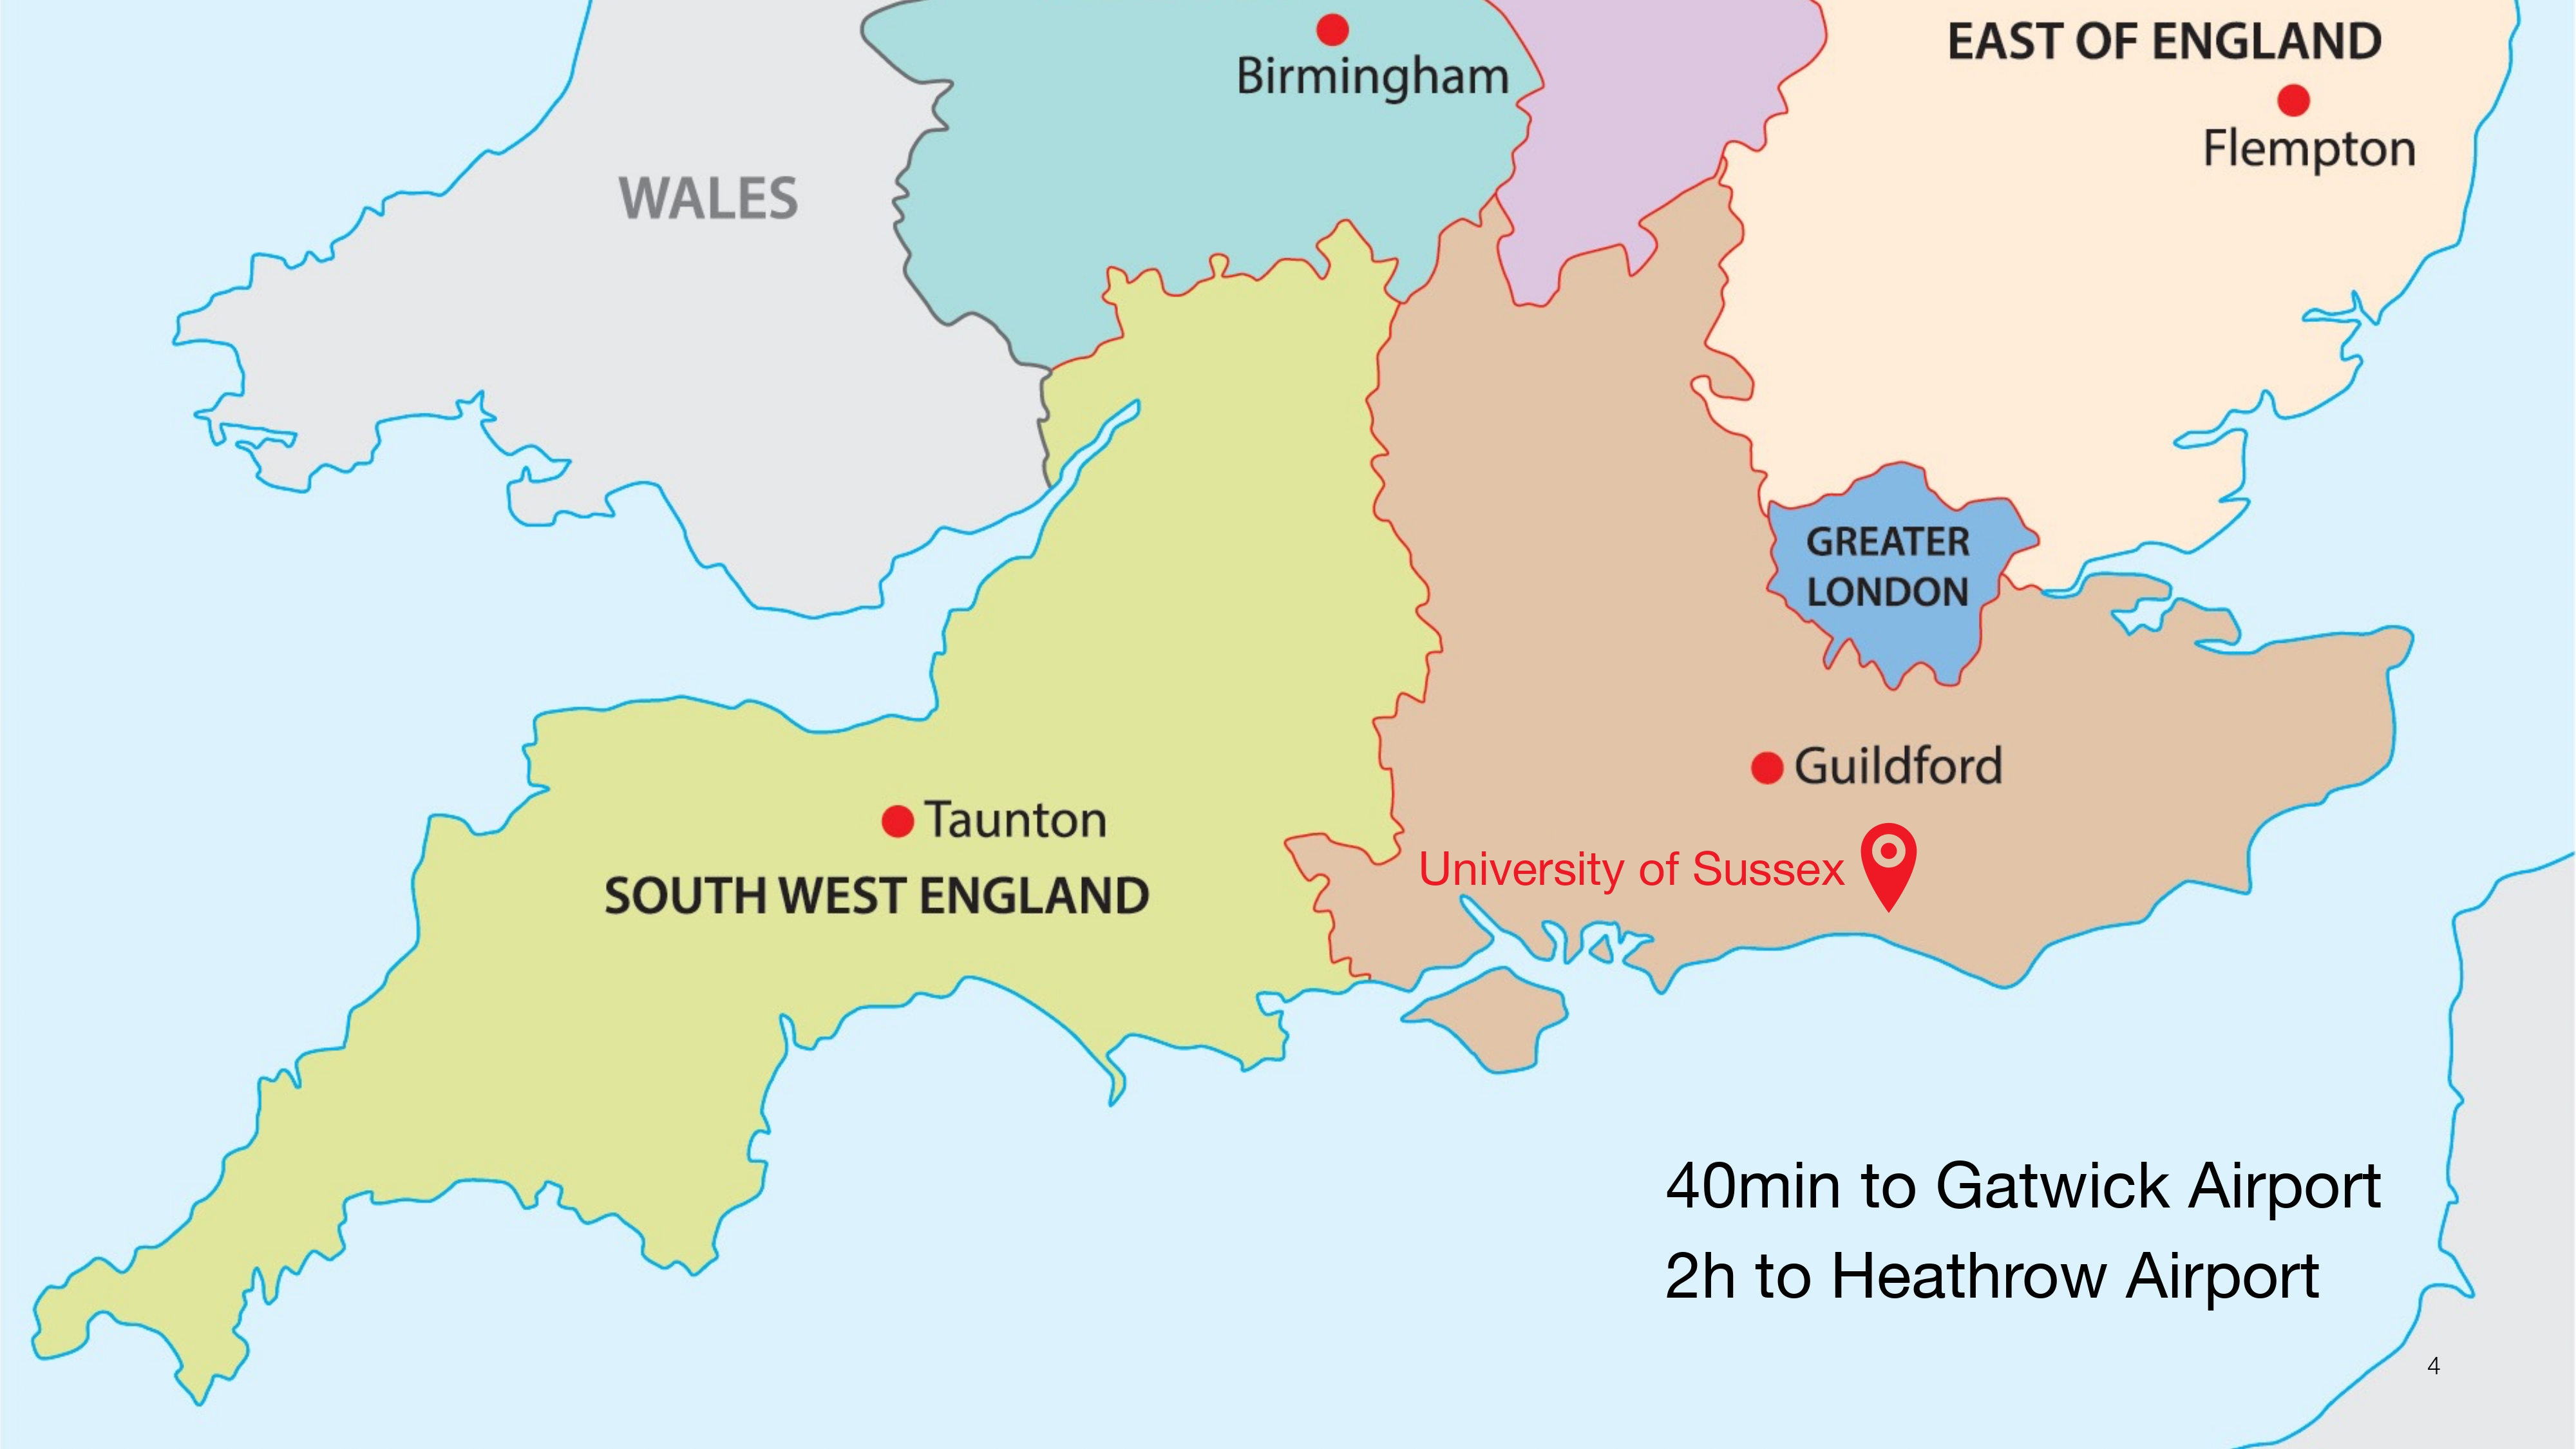 EAST OF ENGLAND
Birmingham
Flempton
WALES
GREATER
LONDON
Guildford
Taunton
University of Sussex
SOUTH WEST ENGLAND
40min to Gatwick Airport
2h to Heathrow Airport
4